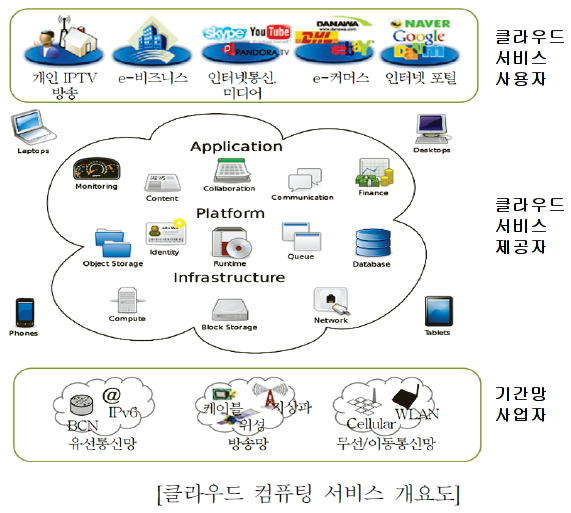 skype YouTube
PANDORA.TV
DANAWA
www.danawa.com
DHL
NAVER
Google
Daum
개인 IPTV
방송
e-비즈니스
인터넷통신,
미디어
e-커머스
인터넷 포털
클라우드
서비스
사용자
Laptops
Desktops
Application
Monitoring
Content
Collaboration
Communication
Finance
Platform
Object Storage
Identity
Runtime
Queue
Database
Infrastructure
Compute
Block Storage
Network
Phones
Tablets
클라우드
서비스
제공자
@
IPv6
BCN
유선통신망
케이블
지상파
위성
방송망
WLAN
Cellular
무선/이동통신망
기간망
사업자
[클라우드 컴퓨팅 서비스 개요도]